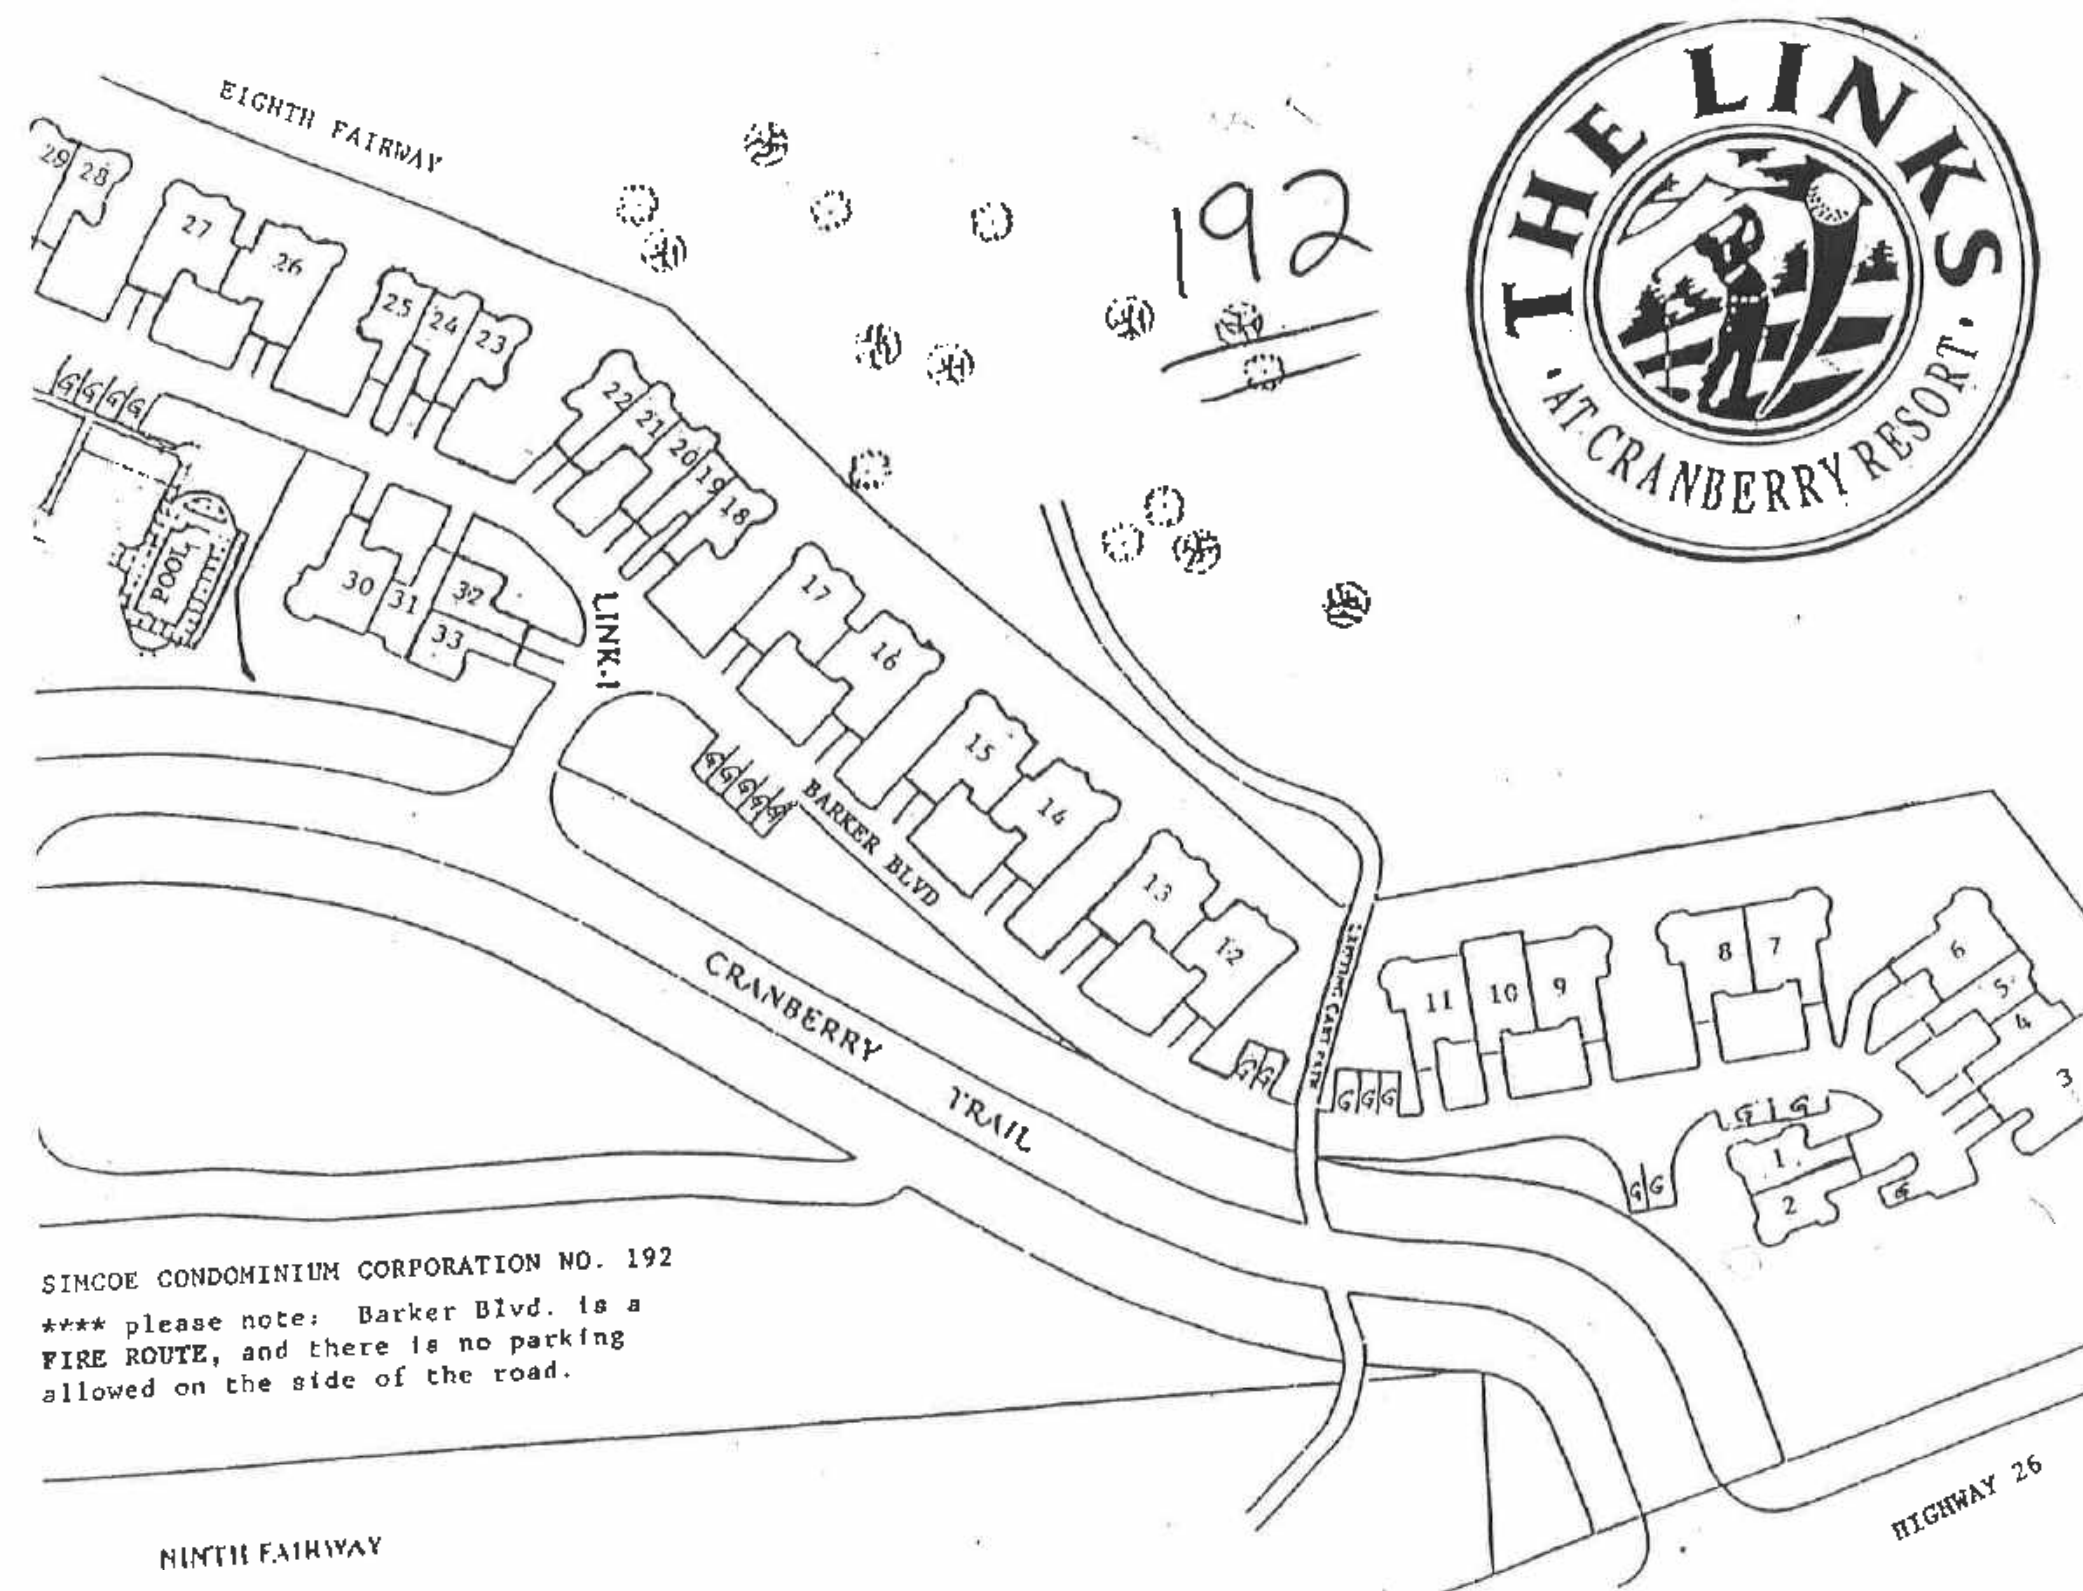 THE LINKS
· AT CRANBERRY RESORT ·
192
EIGHTH FAIRWAY
29
28
27
26
25
24
23
22
21
20
19
18
17
16
15
14
13
12
11
10
9
8
7
6
5
4
3
1
2
30
31
32
33
G G G G
POOL
LINK-1
G G G G G
BARKER BLVD
G G
EXISTING CART PATH
G G G
G G
G G
G
CRANBERRY TRAIL
SIMCOE CONDOMINIUM CORPORATION NO. 192
**** please note: Barker Blvd. is a
FIRE ROUTE, and there is no parking
allowed on the side of the road.
HIGHWAY 26
NINTH FAIRWAY